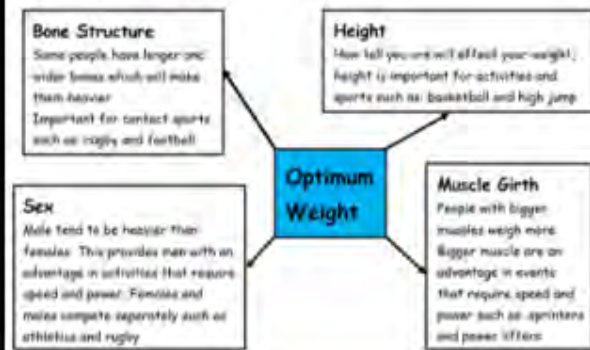 Bone Structure
Some people have larger and
wider bones which will make
them heavier
Important for contact sports
such as: rugby and football
Height
How tall you are will effect your weight;
height is important for activities and
sports such as: basketball and high jump
Optimum
Weight
Sex
Male tend to be heavier than
females. This provides men with an
advantage in activities that require
speed and power. Females and
males compete seperately such as
athletics and rugby
Muscle Girth
People with bigger
muscles weigh more.
Bigger muscle are an
advantage in events
that require speed and
power such as: sprinters
and power lifters